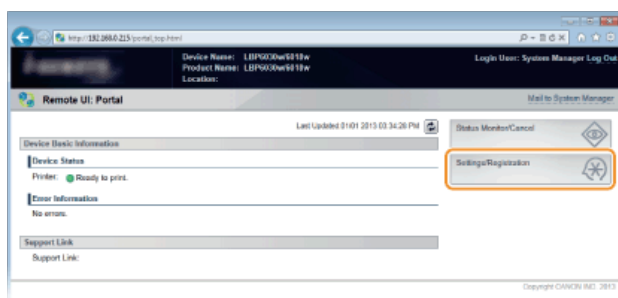 http://192.168.0.215/portal_top.html
Device Name: LBP6030w/6018w
Product Name: LBP6030w/6018w
Location:
Login User: System Manager Log Out
Remote UI: Portal
Mail to System Manager
Last Updated 01/01 2013 03:34:28 PM
Device Basic Information
Device Status
Printer: Ready to print.
Error Information
No errors.
Support Link
Support Link:
Status Monitor/Cancel
Settings/Registration
Copyright CANON INC. 2013